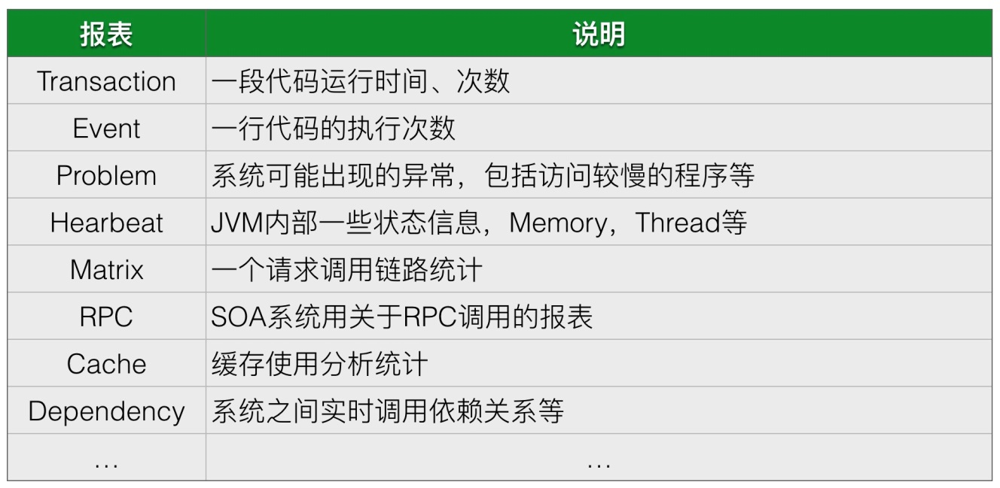 报表 说明
Transaction 一段代码运行时间、次数
Event 一行代码的执行次数
Problem 系统可能出现的异常，包括访问较慢的程序等
Hearbeat JVM内部一些状态信息，Memory，Thread等
Matrix 一个请求调用链路统计
RPC SOA系统用关于RPC调用的报表
Cache 缓存使用分析统计
Dependency 系统之间实时调用依赖关系等
... ...